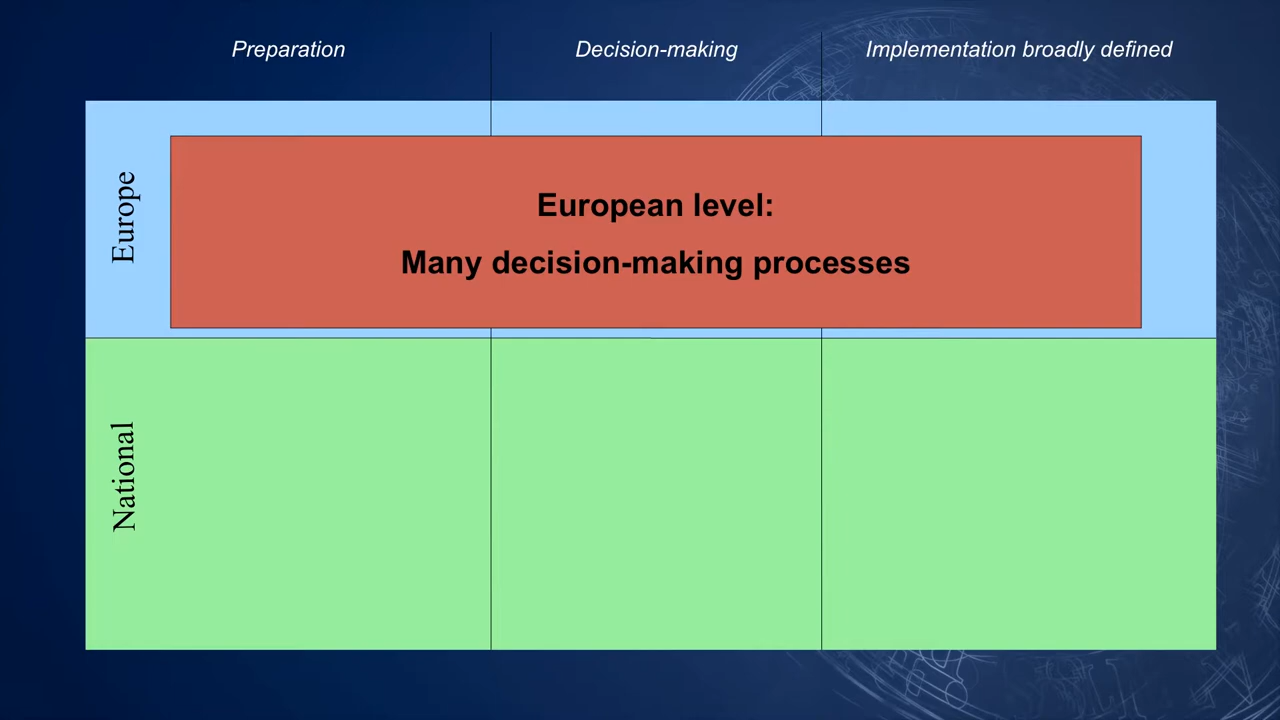 Preparation
Decision-making
Implementation broadly defined
Europe
European level:
Many decision-making processes
National